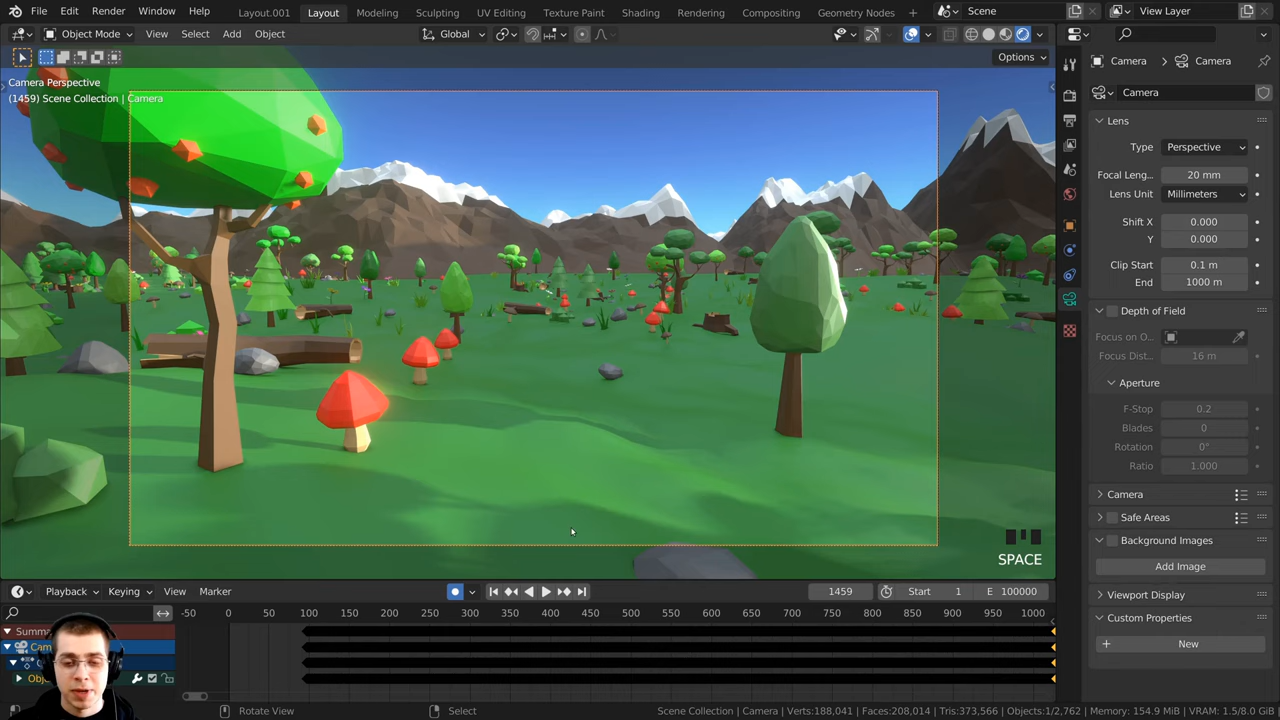 File Edit Render Window Help Layout.001 Layout Modeling Sculpting UV Editing Texture Paint Shading Rendering Compositing Geometry Nodes + Scene View Layer
Object Mode View Select Add Object Global
Options
Camera Perspective
(1459) Scene Collection | Camera
SPACE
Camera Camera
Camera
Lens
Type Perspective
Focal Leng... 20 mm
Lens Unit Millimeters
Shift X 0.000
Y 0.000
Clip Start 0.1 m
End 1000 m
Depth of Field
Focus on O...
Focus Dist... 16 m
Aperture
F-Stop 0.2
Blades 0
Rotation 0°
Ratio 1.000
Camera
Safe Areas
Background Images
Add Image
Viewport Display
Custom Properties
+ New
Playback Keying View Marker 1459 Start 1 E 100000
-50 0 50 100 150 200 250 300 350 400 450 500 550 600 650 700 750 800 850 900 950 1000
Summa
Cam
Obje
Rotate View Select Scene Collection | Camera | Verts:188,041 | Faces:208,014 | Tris:373,566 | Objects:1/2,762 | Memory: 154.9 MiB | VRAM: 1.5/8.0 GiB